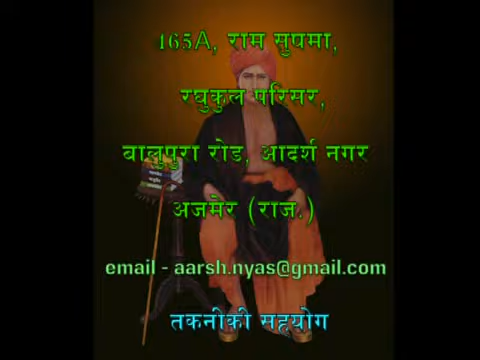 165A, राम सुषमा,
रघुकुल परिसर,
बालुपुरा रोड, आदर्श नगर
अजमेर (राज.)
email - aarsh.nyas@gmail.com
तकनीकी सहयोग